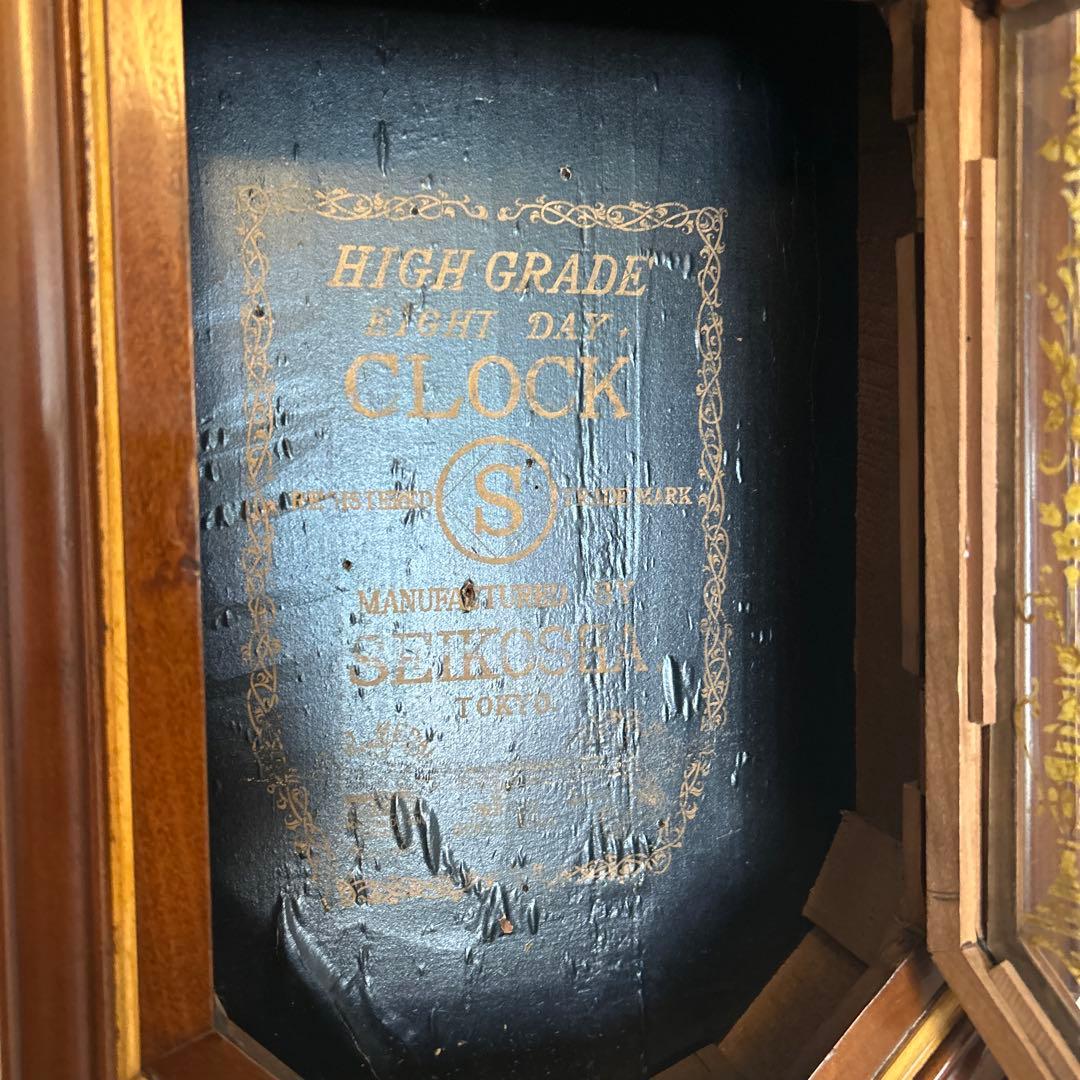 HIGH GRADE
EIGHT DAY.
CLOCK
REGISTERED S TRADE MARK
MANUFACTURED BY
SEIKOSHA
TOKYO.